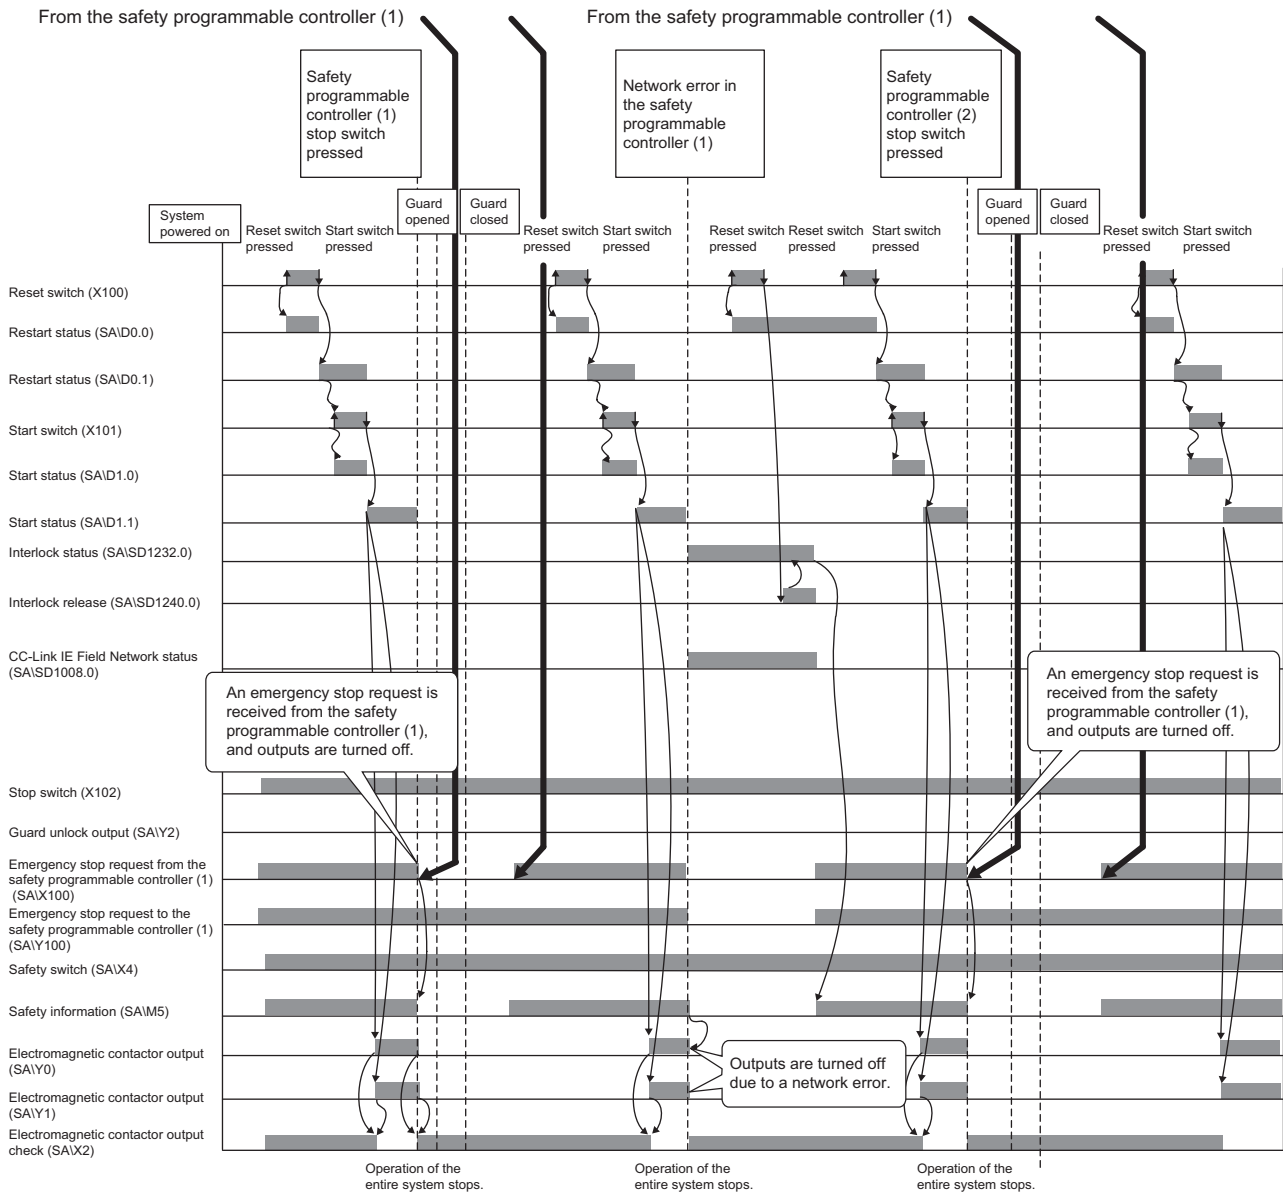 From the safety programmable controller (1)
From the safety programmable controller (1)
Safety
programmable
controller (1)
stop switch
pressed
Network error in
the safety
programmable
controller (1)
Safety
programmable
controller (2)
stop switch
pressed
System
powered on
Reset switch
pressed
Start switch
pressed
Guard
opened
Guard
closed
Reset switch
pressed
Start switch
pressed
Reset switch
pressed
Reset switch
pressed
Start switch
pressed
Guard
opened
Guard
closed
Reset switch
pressed
Start switch
pressed
Reset switch (X100)
Restart status (SA\D0.0)
Restart status (SA\D0.1)
Start switch (X101)
Start status (SA\D1.0)
Start status (SA\D1.1)
Interlock status (SA\SD1232.0)
Interlock release (SA\SD1240.0)
CC-Link IE Field Network status
(SA\SD1008.0)
An emergency stop request is
received from the safety
programmable controller (1),
and outputs are turned off.
An emergency stop request is
received from the safety
programmable controller (1),
and outputs are turned off.
Stop switch (X102)
Guard unlock output (SA\Y2)
Emergency stop request from the
safety programmable controller (1)
(SA\X100)
Emergency stop request to the
safety programmable controller (1)
(SA\Y100)
Safety switch (SA\X4)
Safety information (SA\M5)
Electromagnetic contactor output
(SA\Y0)
Outputs are turned off
due to a network error.
Electromagnetic contactor output
(SA\Y1)
Electromagnetic contactor output
check (SA\X2)
Operation of the
entire system stops.
Operation of the
entire system stops.
Operation of the
entire system stops.